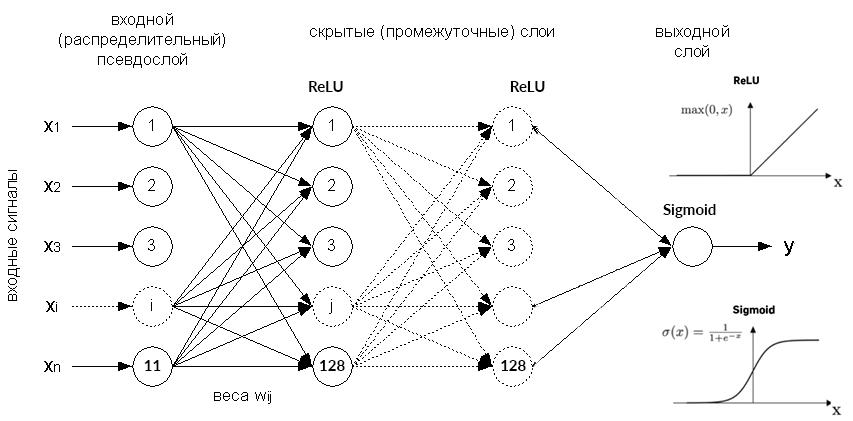 входной
(распределительный)
псевдослой
скрытые (промежуточные) слои
выходной
слой
ReLU
ReLU
ReLU
max(0, x)
x
входные сигналы
x1
1
1
1
x2
2
2
2
x3
3
3
3
Sigmoid
y
xi
i
j
xn
11
128
128
веса wij
Sigmoid
σ(x) = 1/(1+e^{-x})
x